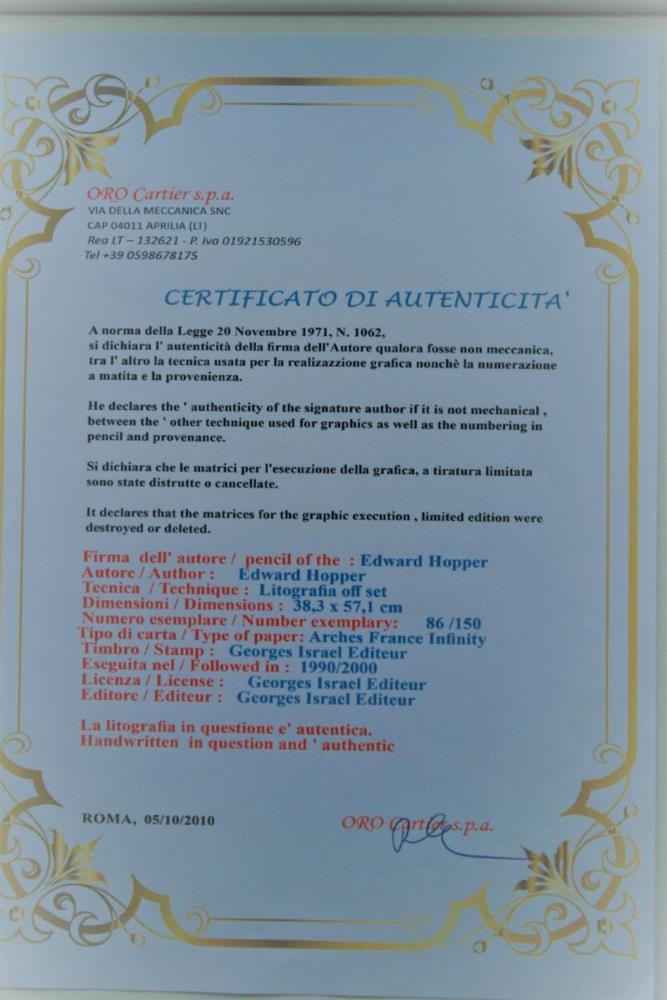 ORO Cartier s.p.a.
VIA DELLA MECCANICA SNC
CAP 04011 APRILIA (LT)
Rea LT – 132621 - P. Iva 01921530596
Tel +39 0598678175
CERTIFICATO DI AUTENTICITA'
A norma della Legge 20 Novembre 1971, N. 1062,
si dichiara l' autenticità della firma dell'Autore qualora fosse non meccanica,
tra l' altro la tecnica usata per la realizazzione grafica nonchè la numerazione
a matita e la provenienza.
He declares the ' authenticity of the signature author if it is not mechanical ,
between the ' other technique used for graphics as well as the numbering in
pencil and provenance.
Si dichiara che le matrici per l'esecuzione della grafica, a tiratura limitata
sono state distrutte o cancellate.
It declares that the matrices for the graphic execution , limited edition were
destroyed or deleted.
Firma dell' autore / pencil of the : Edward Hopper
Autore / Author : Edward Hopper
Tecnica / Technique : Litografia off set
Dimensioni / Dimensions : 38,3 x 57,1 cm
Numero esemplare / Number exemplary: 86 /150
Tipo di carta / Type of paper: Arches France Infinity
Timbro / Stamp : Georges Israel Editeur
Eseguita nel / Followed in : 1990/2000
Licenza / License : Georges Israel Editeur
Editore / Editeur : Georges Israel Editeur
La litografia in questione e' autentica.
Handwritten in question and ' authentic
ROMA, 05/10/2010
ORO Cartier s.p.a.